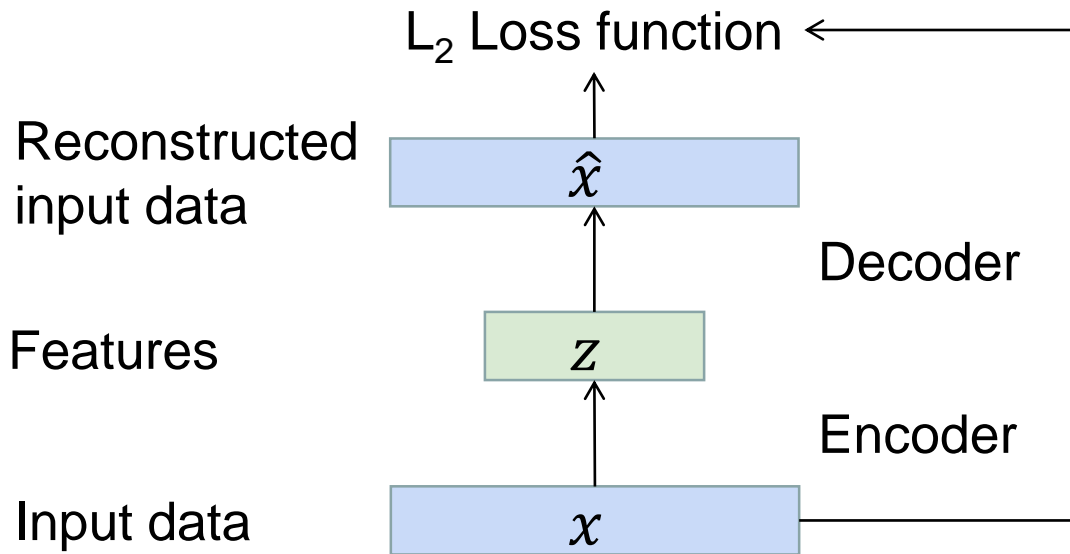 L₂ Loss function
Reconstructed
input data
x̂
Decoder
Features
z
Encoder
Input data
x